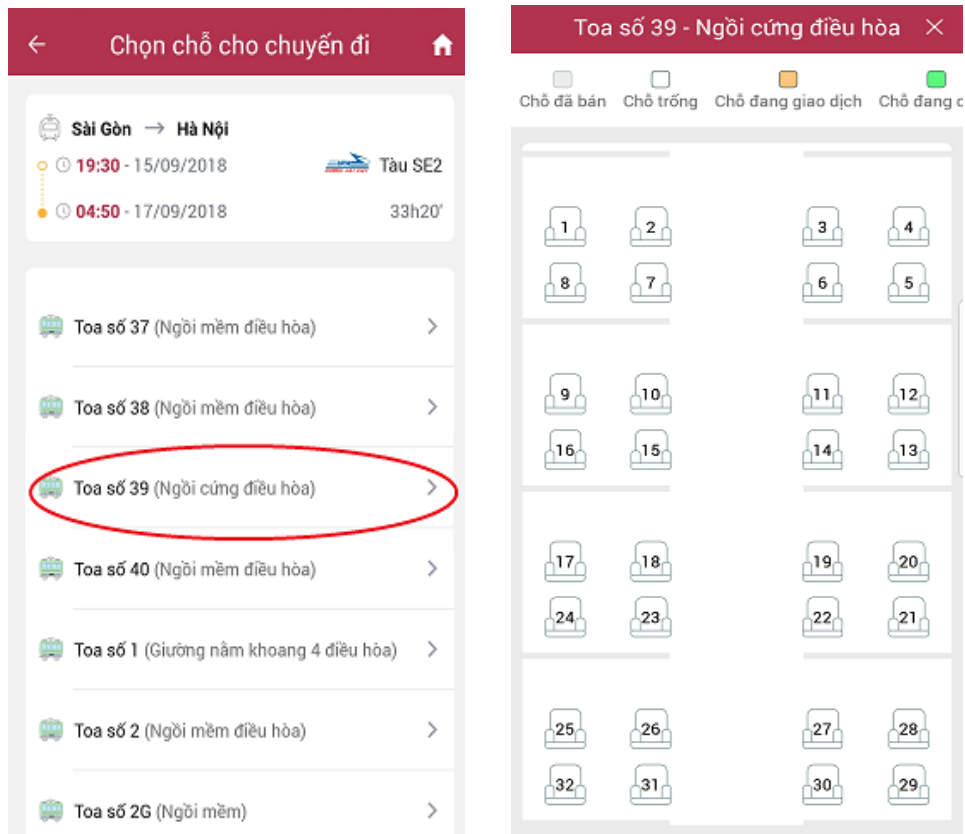 Chọn chỗ cho chuyến đi
Sài Gòn → Hà Nội
19:30 - 15/09/2018
Tàu SE2
04:50 - 17/09/2018
33h20'
Toa số 37 (Ngồi mềm điều hòa)
Toa số 38 (Ngồi mềm điều hòa)
Toa số 39 (Ngồi cứng điều hòa)
Toa số 40 (Ngồi mềm điều hòa)
Toa số 1 (Giường nằm khoang 4 điều hòa)
Toa số 2 (Ngồi mềm điều hòa)
Toa số 2G (Ngồi mềm)
Toa số 39 - Ngồi cứng điều hòa
Chỗ đã bán Chỗ trống Chỗ đang giao dịch Chỗ đang
1 2 3 4
8 7 6 5
9 10 11 12
16 15 14 13
17 18 19 20
24 23 22 21
25 26 27 28
32 31 30 29